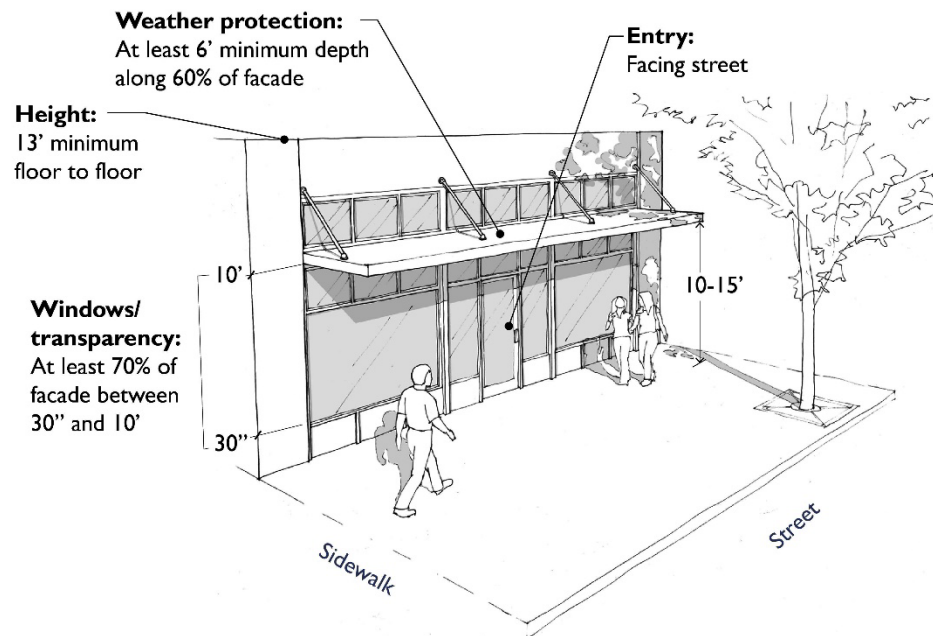 Weather protection:
At least 6’ minimum depth
along 60% of facade
Entry:
Facing street
Height:
13’ minimum
floor to floor
10’
Windows/
transparency:
At least 70% of
facade between
30” and 10’
30”
10-15’
Sidewalk
Street